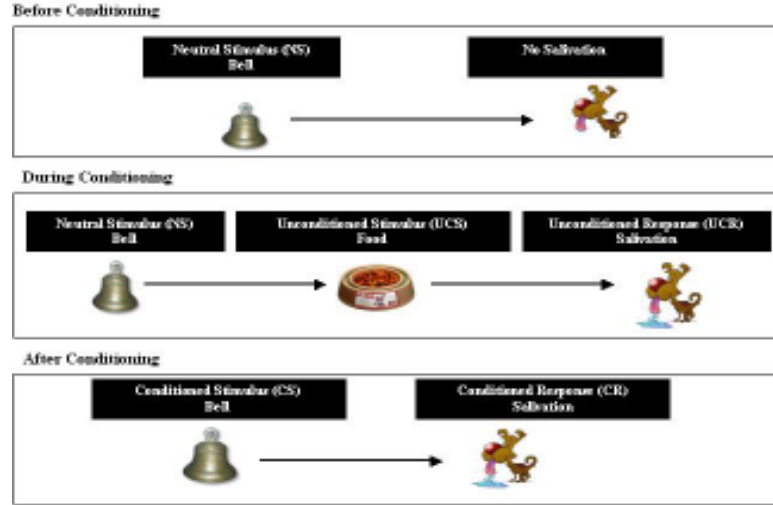 Before Conditioning
Neutral Stimulus (NS)
Bell
No Salivation
During Conditioning
Neutral Stimulus (NS)
Bell
Unconditioned Stimulus (UCS)
Food
Unconditioned Response (UCR)
Salivation
After Conditioning
Conditioned Stimulus (CS)
Bell
Conditioned Response (CR)
Salivation